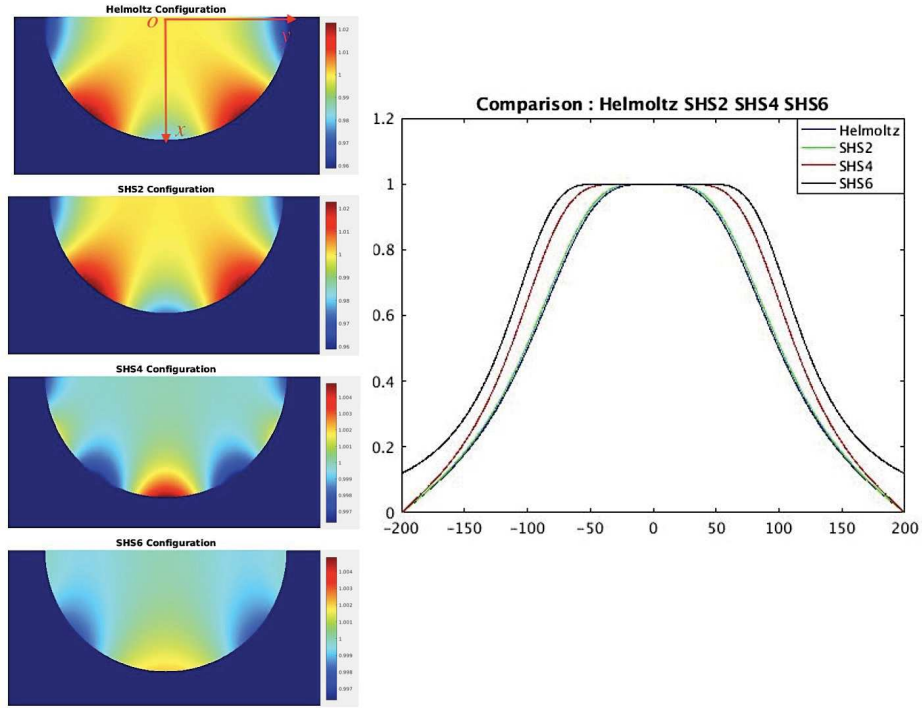 Helmoltz Configuration
O
y
x
1.02
1.01
1
0.99
0.98
0.97
0.96
SHS2 Configuration
1.02
1.01
1
0.99
0.98
0.97
0.96
SHS4 Configuration
1.004
1.003
1.002
1.001
1
0.999
0.998
0.997
SHS6 Configuration
1.004
1.003
1.002
1.001
1
0.999
0.998
0.997
Comparison : Helmoltz SHS2 SHS4 SHS6
1.2
1
0.8
0.6
0.4
0.2
0
-200 -150 -100 -50 0 50 100 150 200
Helmoltz
SHS2
SHS4
SHS6